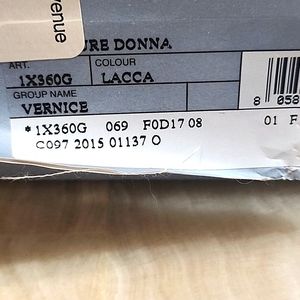 venue
URE DONNA
ART. COLOUR
1X360G LACCA
GROUP NAME
VERNICE
8 058
*1X360G 069 F0D17 08 01 F
C097 2015 01137 O